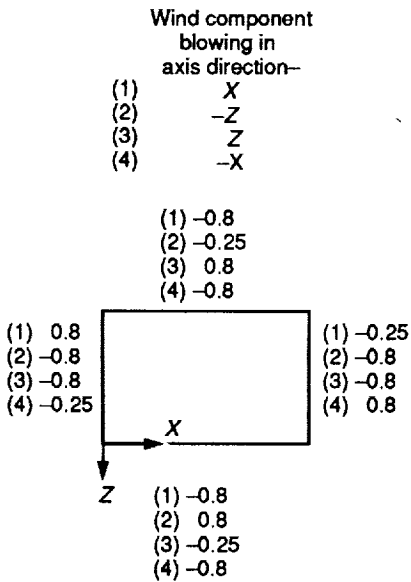 Wind component
blowing in
axis direction–
(1) X
(2) –Z
(3) Z
(4) –X
(1) –0.8
(2) –0.25
(3) 0.8
(4) –0.8
(1) 0.8
(2) –0.8
(3) –0.8
(4) –0.25
(1) –0.25
(2) –0.8
(3) –0.8
(4) 0.8
X
Z
(1) –0.8
(2) 0.8
(3) –0.25
(4) –0.8